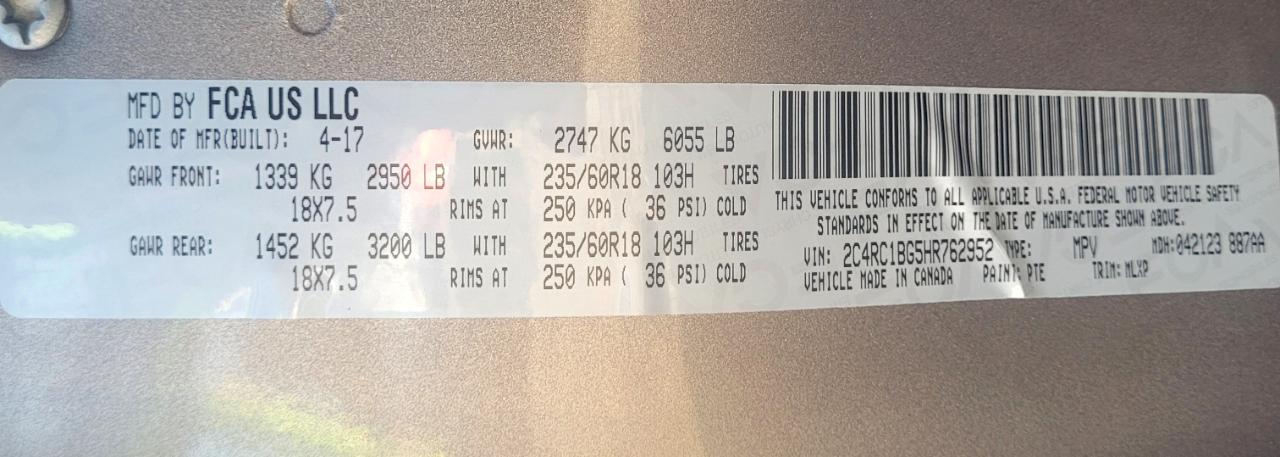 MFD BY FCA US LLC
DATE OF MFR(BUILT): 4-17 GVWR: 2747 KG 6055 LB
GAWR FRONT: 1339 KG 2950 LB WITH 235/60R18 103H TIRES
18X7.5 RIMS AT 250 KPA ( 36 PSI) COLD
GAWR REAR: 1452 KG 3200 LB WITH 235/60R18 103H TIRES
18X7.5 RIMS AT 250 KPA ( 36 PSI) COLD
THIS VEHICLE CONFORMS TO ALL APPLICABLE U.S.A. FEDERAL MOTOR VEHICLE SAFETY
STANDARDS IN EFFECT ON THE DATE OF MANUFACTURE SHOWN ABOVE.
VIN: 2C4RC1BG5HR762952 TYPE: MPV MDH:042123 887AA
VEHICLE MADE IN CANADA PAINT: PTE TRIM: MLXP